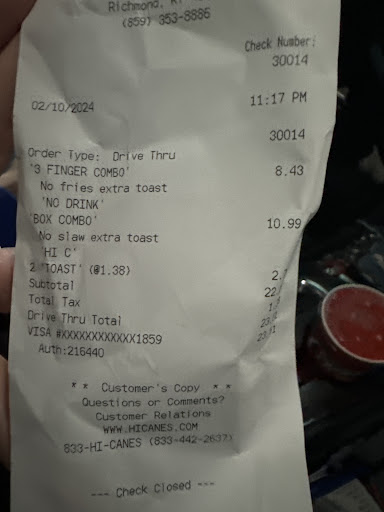 Richmond,
(859) 353-8886
Check Number:
30014
02/10/2024 11:17 PM
30014
Order Type: Drive Thru
'3 FINGER COMBO' 8.43
No fries extra toast
'NO DRINK'
'BOX COMBO' 10.99
No slaw extra toast
'HI C'
2 'TOAST' (@1.38) 2.
Subtotal 22
Total Tax
Drive Thru Total
VISA #XXXXXXXXXXXX1859
Auth:216440
* * Customer's Copy * *
Questions or Comments?
Customer Relations
WWW.HICANES.COM
833-HI-CANES (833-442-2637)
--- Check Closed ---